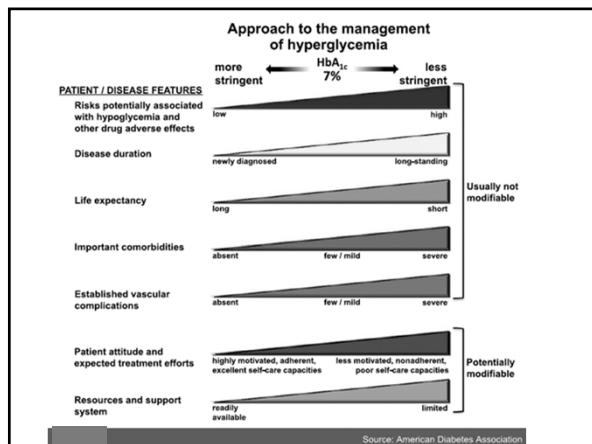 Approach to the management
of hyperglycemia
more
stringent
HbA1c
7%
less
stringent
PATIENT / DISEASE FEATURES
Risks potentially associated
with hypoglycemia and
other drug adverse effects
low
high
Disease duration
newly diagnosed
long-standing
Life expectancy
long
short
Important comorbidities
absent
few / mild
severe
Established vascular
complications
absent
few / mild
severe
Usually not
modifiable
Patient attitude and
expected treatment efforts
highly motivated, adherent,
excellent self-care capacities
less motivated, nonadherent,
poor self-care capacities
Resources and support
system
readily
available
limited
Potentially
modifiable
Source: American Diabetes Association